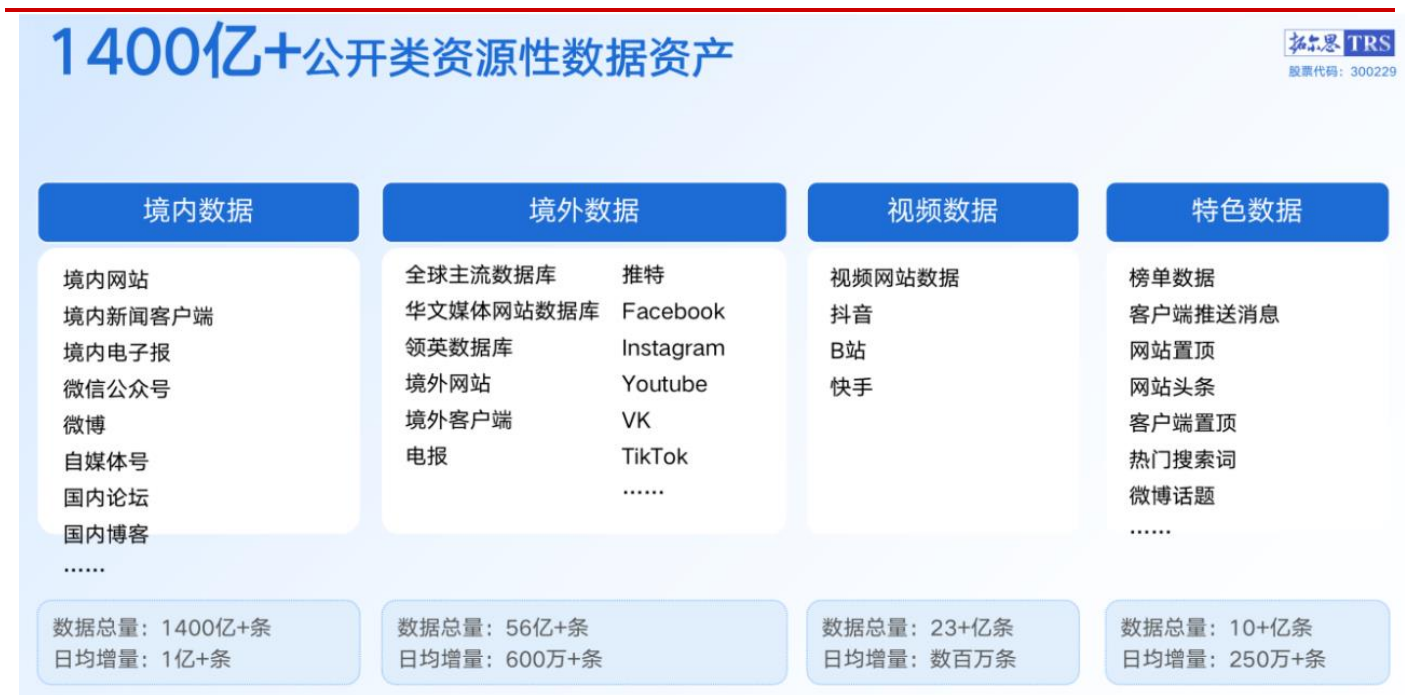 1400亿+公开类资源性数据资产
拓尔思 TRS
股票代码：300229
境内数据
境内网站
境内新闻客户端
境内电子报
微信公众号
微博
自媒体号
国内论坛
国内博客
……
数据总量：1400亿+条
日均增量：1亿+条
境外数据
全球主流数据库
华文媒体网站数据库
领英数据库
境外网站
境外客户端
电报
推特
Facebook
Instagram
Youtube
VK
TikTok
……
数据总量：56亿+条
日均增量：600万+条
视频数据
视频网站数据
抖音
B站
快手
数据总量：23+亿条
日均增量：数百万条
特色数据
榜单数据
客户端推送消息
网站置顶
网站头条
客户端置顶
热门搜索词
微博话题
……
数据总量：10+亿条
日均增量：250万+条